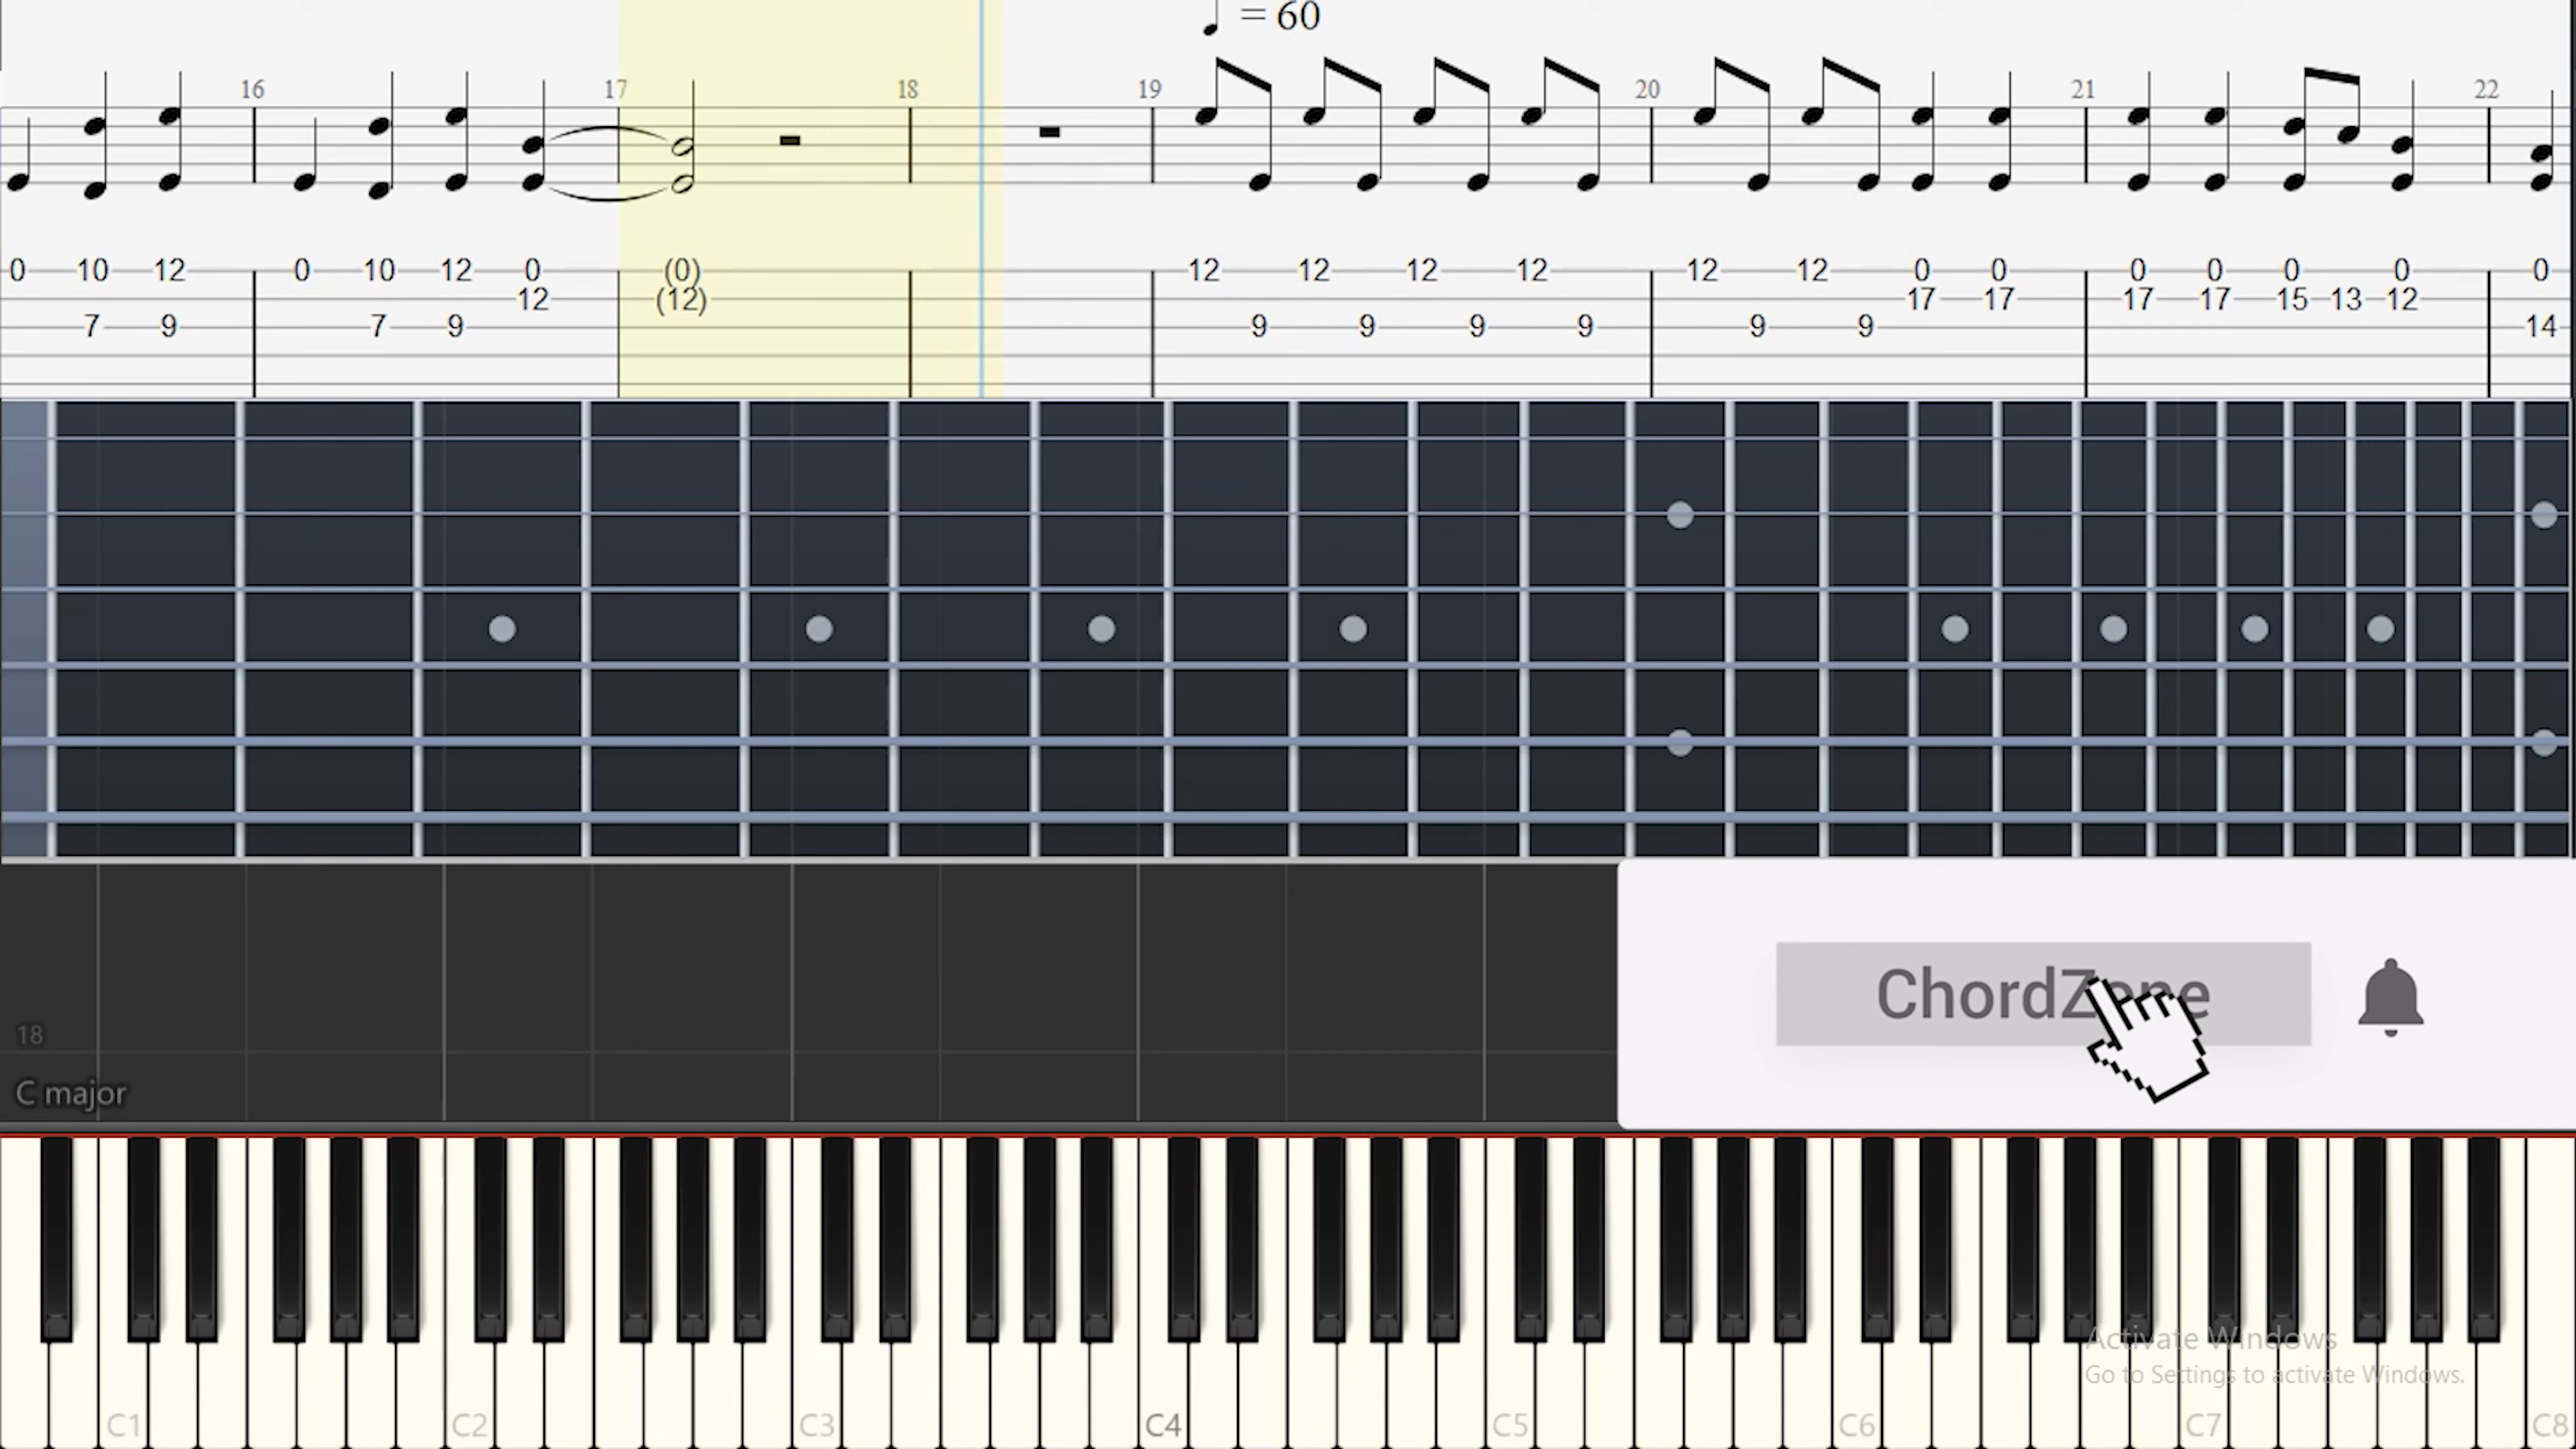 = 60
16 17 18 19 20 21 22
0 10 12 0 10 12 0 (0) 12 12 12 12 12 12 0 0 0 0 0 0 0
12 (12) 17 17 17 17 15 13 12
7 9 7 9 9 9 9 9 9 9 14
18
C major
ChordZone
Activate Windows
Go to Settings to activate Windows.
C1 C2 C3 C4 C5 C6 C7 C8